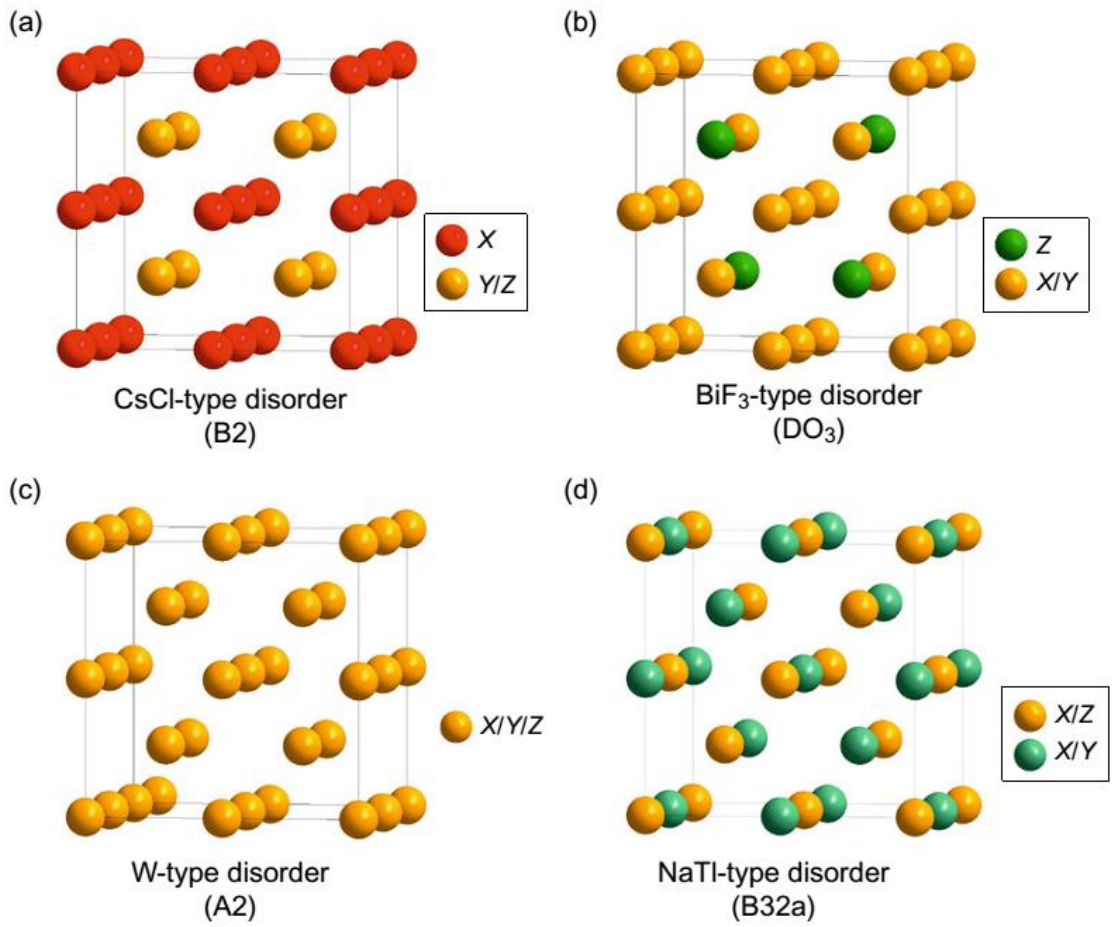 (a)
X
Y/Z
CsCl-type disorder
(B2)
(b)
Z
X/Y
BiF₃-type disorder
(DO₃)
(c)
X/Y/Z
W-type disorder
(A2)
(d)
X/Z
X/Y
NaTl-type disorder
(B32a)